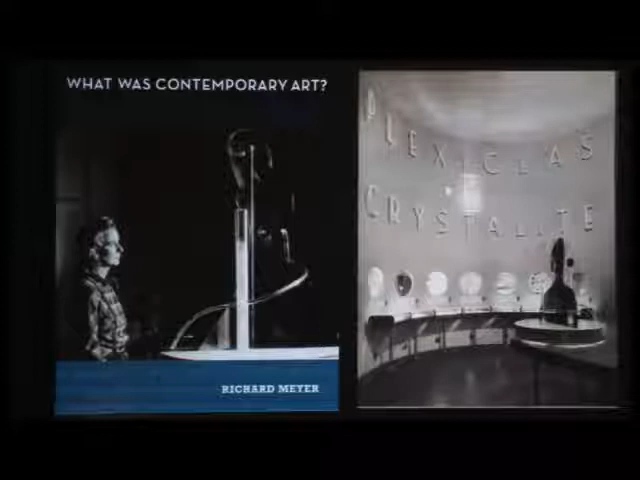 WHAT WAS CONTEMPORARY ART?
RICHARD MEYER
PLEXIGLAS
CRYSTALITE